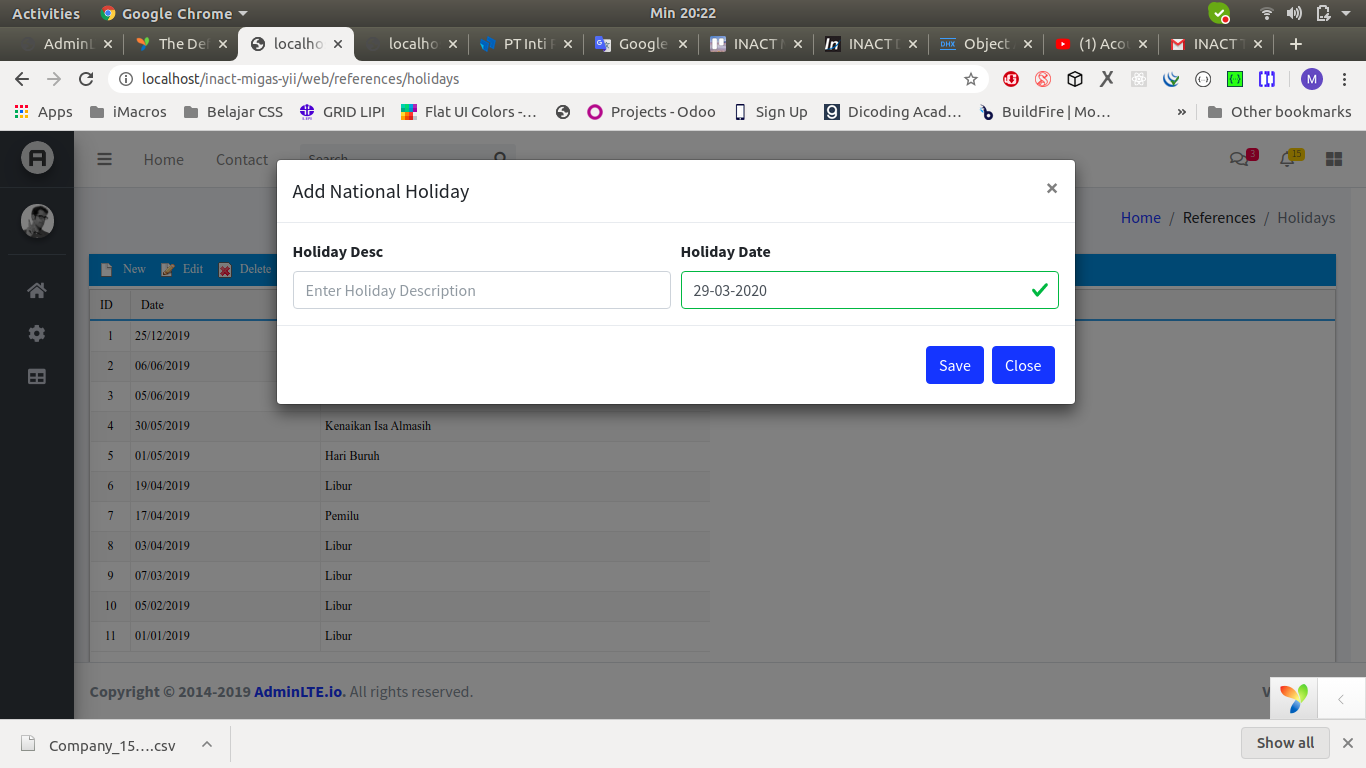 Activities Google Chrome Min 20:22
AdminL The Def localho localho PT Inti P Google INACT M INACT D Object A (1) Acou INACT T
localhost/inact-migas-yii/web/references/holidays M
Apps iMacros Belajar CSS GRID LIPI Flat UI Colors -… Projects - Odoo Sign Up Dicoding Acad… BuildFire | Mo… » Other bookmarks
Home Contact Search 3 15
Add National Holiday ×
Home / References / Holidays
Holiday Desc Holiday Date
New Edit Delete
Enter Holiday Description 29-03-2020
ID Date
1 25/12/2019
2 06/06/2019
Save Close
3 05/06/2019
4 30/05/2019 Kenaikan Isa Almasih
5 01/05/2019 Hari Buruh
6 19/04/2019 Libur
7 17/04/2019 Pemilu
8 03/04/2019 Libur
9 07/03/2019 Libur
10 05/02/2019 Libur
11 01/01/2019 Libur
Copyright © 2014-2019 AdminLTE.io. All rights reserved.
Company_15….csv Show all